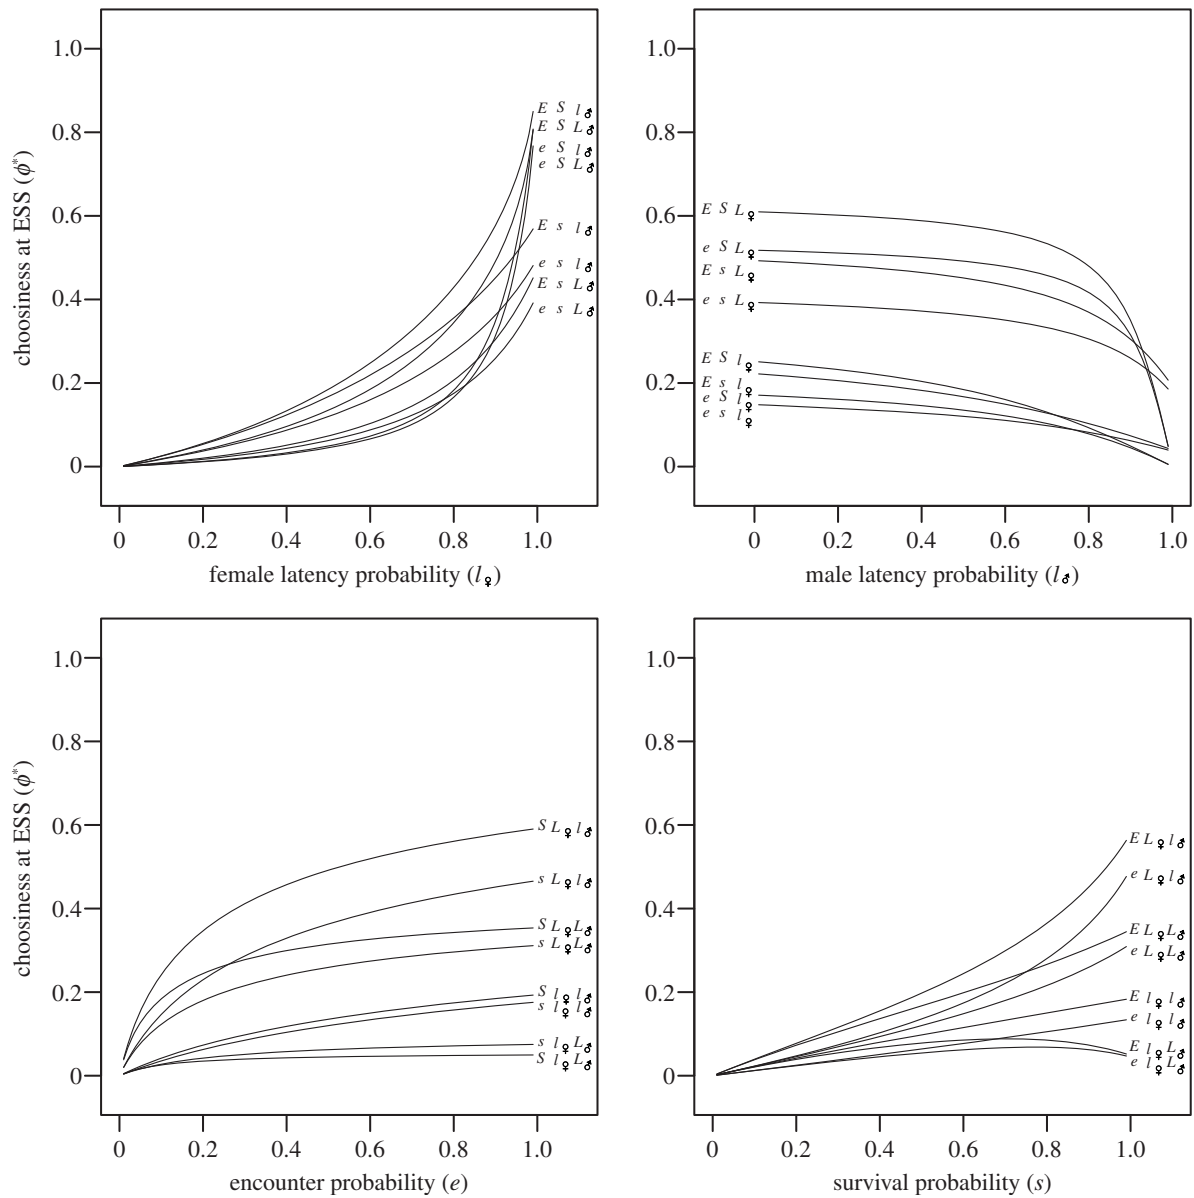 1.0
0.8
0.6
0.4
0.2
0
choosiness at ESS (ϕ*)
E S l♂
E S L♂
e S l♂
e S L♂
E s l♂
e s l♂
E s L♂
e s L♂
0 0.2 0.4 0.6 0.8 1.0
female latency probability (l♀)
1.0
0.8
0.6
0.4
0.2
0
E S L♀
e S L♀
E s L♀
e s L♀
E S l♀
E s l♀
e S l♀
e s l♀
0 0.2 0.4 0.6 0.8 1.0
male latency probability (l♂)
1.0
0.8
0.6
0.4
0.2
0
choosiness at ESS (ϕ*)
S L♀ l♂
s L♀ l♂
S L♀ L♂
s L♀ L♂
S l♀ l♂
s l♀ l♂
s l♀ L♂
S l♀ L♂
0 0.2 0.4 0.6 0.8 1.0
encounter probability (e)
1.0
0.8
0.6
0.4
0.2
0
E L♀ l♂
e L♀ l♂
E L♀ L♂
e L♀ L♂
E l♀ l♂
e l♀ l♂
E l♀ L♂
e l♀ L♂
0 0.2 0.4 0.6 0.8 1.0
survival probability (s)